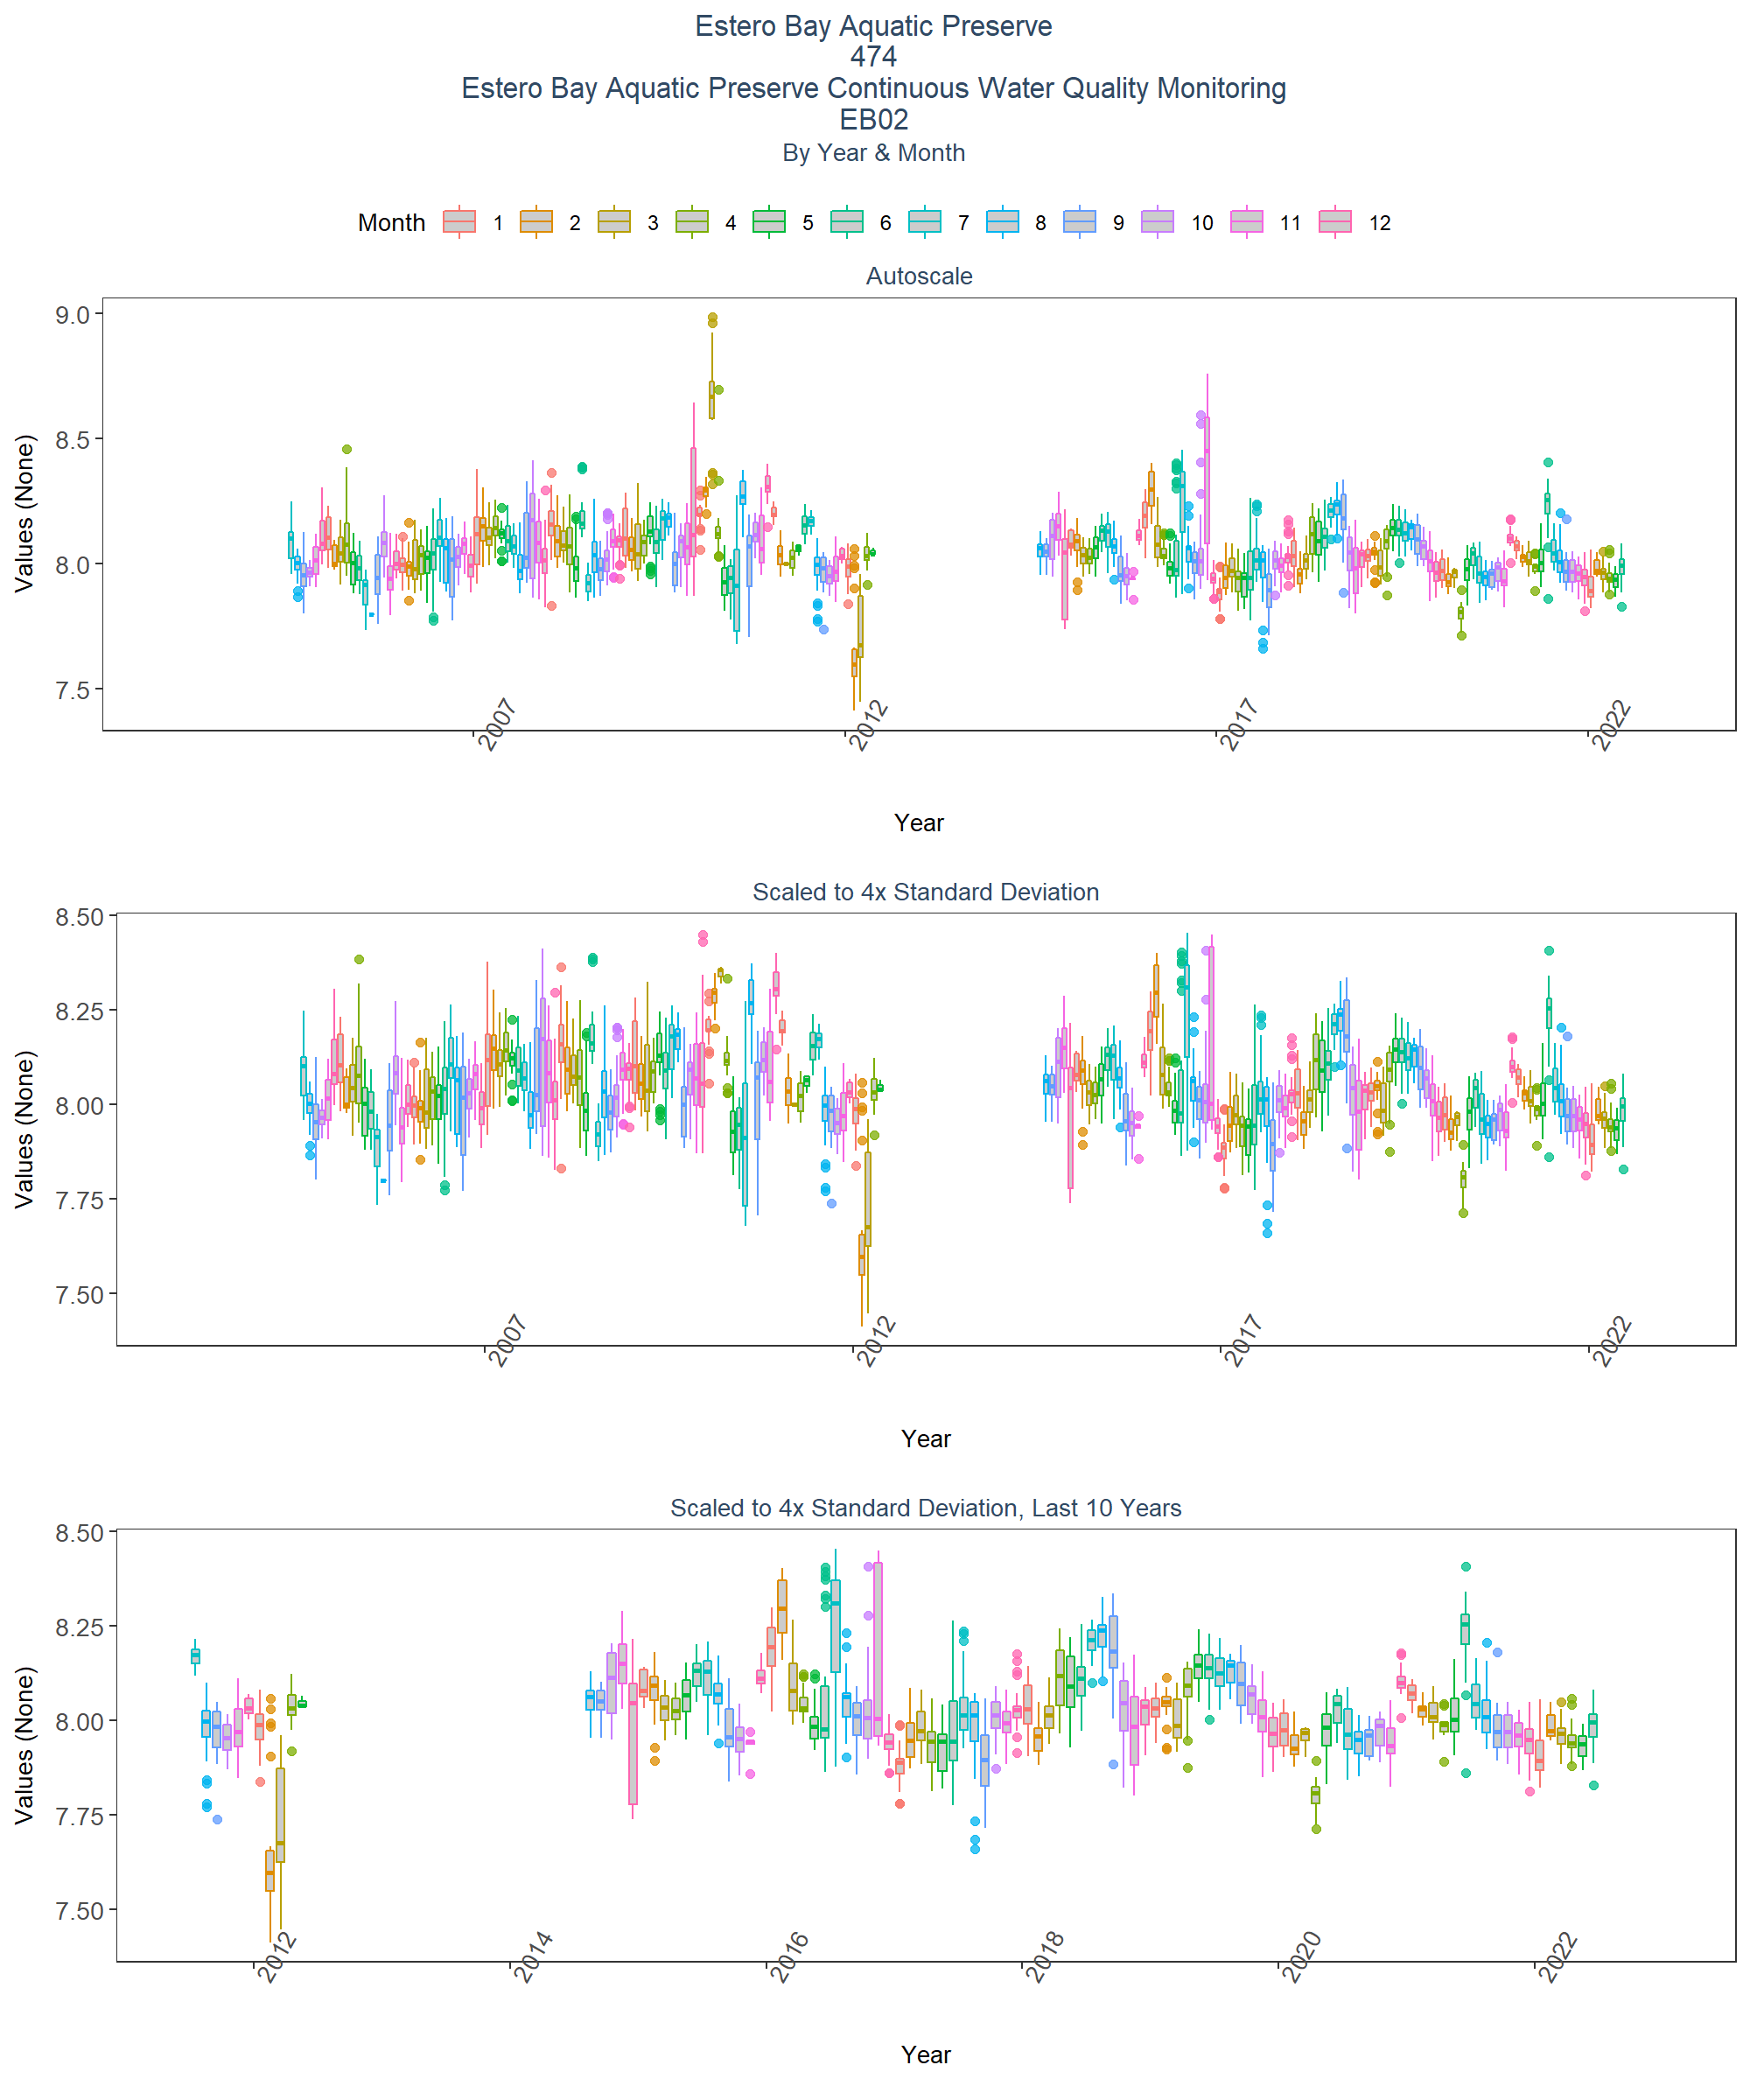 Estero Bay Aquatic Preserve
474
Estero Bay Aquatic Preserve Continuous Water Quality Monitoring
EB02
By Year & Month
Month 1 2 3 4 5 6 7 8 9 10 11 12
Autoscale
Values (None)
9.0
8.5
8.0
7.5
2007 2012 2017 2022
Year
Scaled to 4x Standard Deviation
Values (None)
8.50
8.25
8.00
7.75
7.50
2007 2012 2017 2022
Year
Scaled to 4x Standard Deviation, Last 10 Years
Values (None)
8.50
8.25
8.00
7.75
7.50
2012 2014 2016 2018 2020 2022
Year